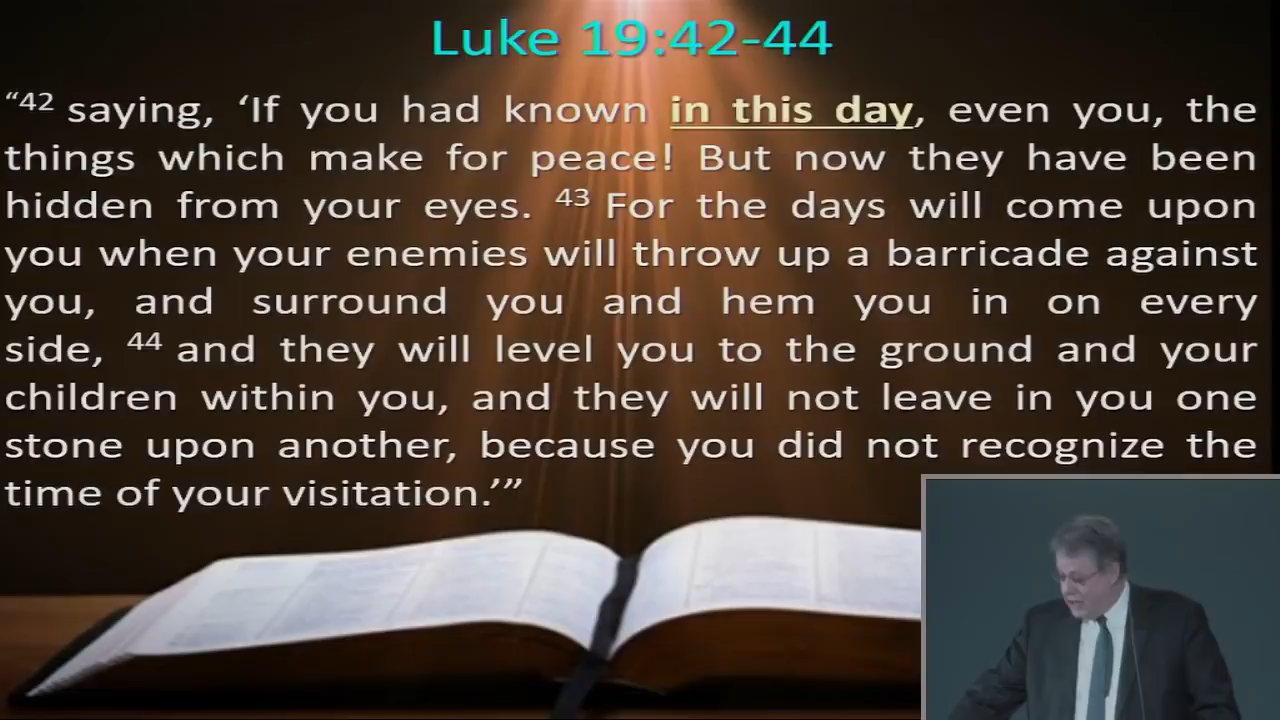 Luke 19:42-44
“42 saying, ‘If you had known in this day, even you, the
things which make for peace! But now they have been
hidden from your eyes. 43 For the days will come upon
you when your enemies will throw up a barricade against
you, and surround you and hem you in on every
side, 44 and they will level you to the ground and your
children within you, and they will not leave in you one
stone upon another, because you did not recognize the
time of your visitation.’”